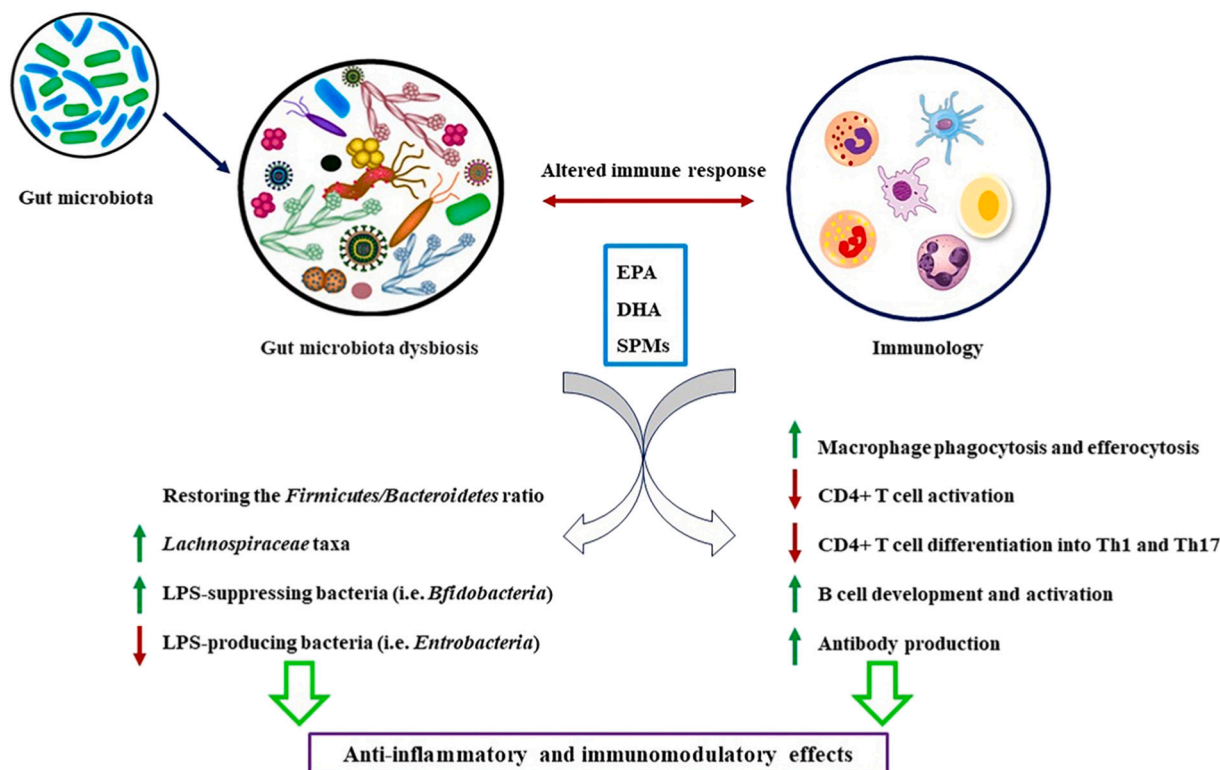 Gut microbiota
Altered immune response
EPA
DHA
SPMs
Gut microbiota dysbiosis
Immunology
Restoring the Firmicutes/Bacteroidetes ratio
Lachnospiraceae taxa
LPS-suppressing bacteria (i.e. Bfidobacteria)
LPS-producing bacteria (i.e. Entrobacteria)
Macrophage phagocytosis and efferocytosis
CD4+ T cell activation
CD4+ T cell differentiation into Th1 and Th17
B cell development and activation
Antibody production
Anti-inflammatory and immunomodulatory effects